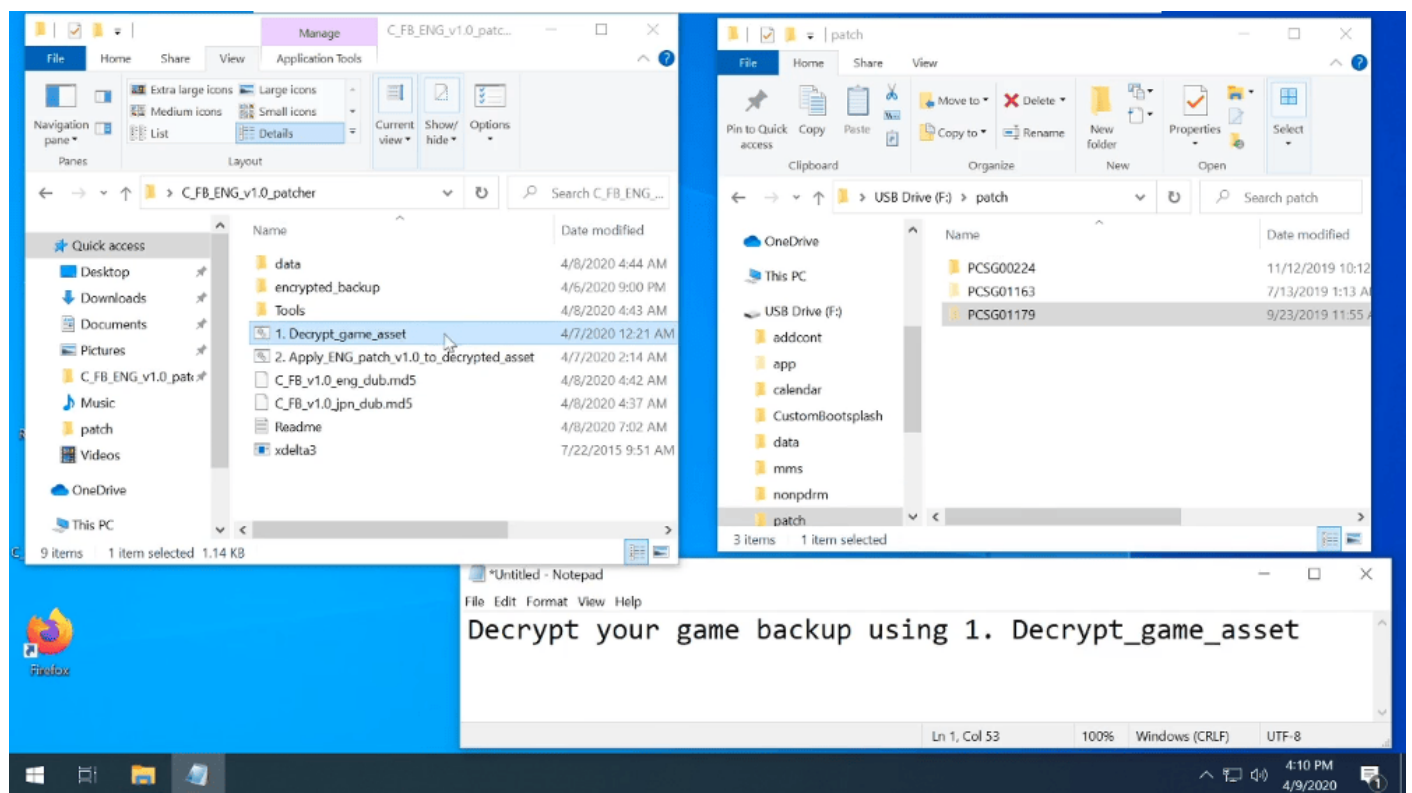 Manage
C_FB_ENG_v1.0_patc...
File Home Share View Application Tools
Navigation pane
Extra large icons
Large icons
Medium icons
Small icons
List
Details
Current view
Show/ hide
Options
Panes
Layout
C_FB_ENG_v1.0_patcher
Search C_FB_ENG_...
Quick access
Desktop
Downloads
Documents
Pictures
C_FB_ENG_v1.0_patc
Music
patch
Videos
OneDrive
This PC
Name Date modified
data 4/8/2020 4:44 AM
encrypted_backup 4/6/2020 9:00 PM
Tools 4/8/2020 4:43 AM
1. Decrypt_game_asset 4/7/2020 12:21 AM
2. Apply_ENG_patch_v1.0_to_decrypted_asset 4/7/2020 2:14 AM
C_FB_v1.0_eng_dub.md5 4/8/2020 4:42 AM
C_FB_v1.0_jpn_dub.md5 4/8/2020 4:37 AM
Readme 4/8/2020 7:02 AM
xdelta3 7/22/2015 9:51 AM
9 items 1 item selected 1.14 KB
patch
File Home Share View
Pin to Quick access
Copy
Paste
Move to
Copy to
Delete
Rename
New folder
Properties
Select
Clipboard
Organize
New
Open
USB Drive (F:) > patch
Search patch
OneDrive
This PC
USB Drive (F:)
addcont
app
calendar
CustomBootsplash
data
mms
nonpdrm
patch
Name Date modified
PCSG00224 11/12/2019 10:12
PCSG01163 7/13/2019 1:13 AM
PCSG01179 9/23/2019 11:55
3 items 1 item selected
*Untitled - Notepad
File Edit Format View Help
Decrypt your game backup using 1. Decrypt_game_asset
Ln 1, Col 53 100% Windows (CRLF) UTF-8
Firefox
4:10 PM
4/9/2020
1